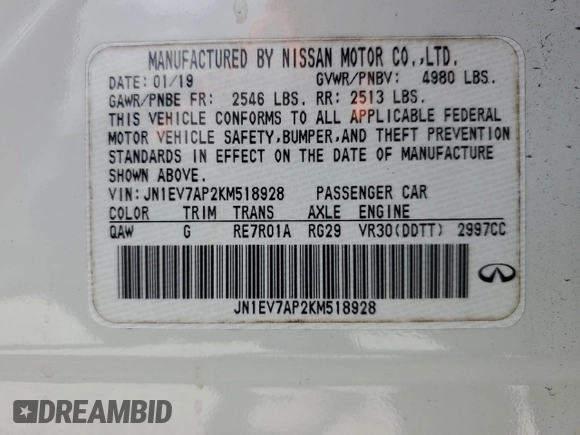 MANUFACTURED BY NISSAN MOTOR CO.,LTD.
DATE: 01/19 GVWR/PNBV: 4980 LBS.
GAWR/PNBE FR: 2546 LBS. RR: 2513 LBS.
THIS VEHICLE CONFORMS TO ALL APPLICABLE FEDERAL
MOTOR VEHICLE SAFETY,BUMPER,AND THEFT PREVENTION
STANDARDS IN EFFECT ON THE DATE OF MANUFACTURE
SHOWN ABOVE.
VIN: JN1EV7AP2KM518928 PASSENGER CAR
COLOR TRIM TRANS AXLE ENGINE
QAW G RE7R01A RG29 VR30(DDTT) 2997CC
JN1EV7AP2KM518928
DREAMBID